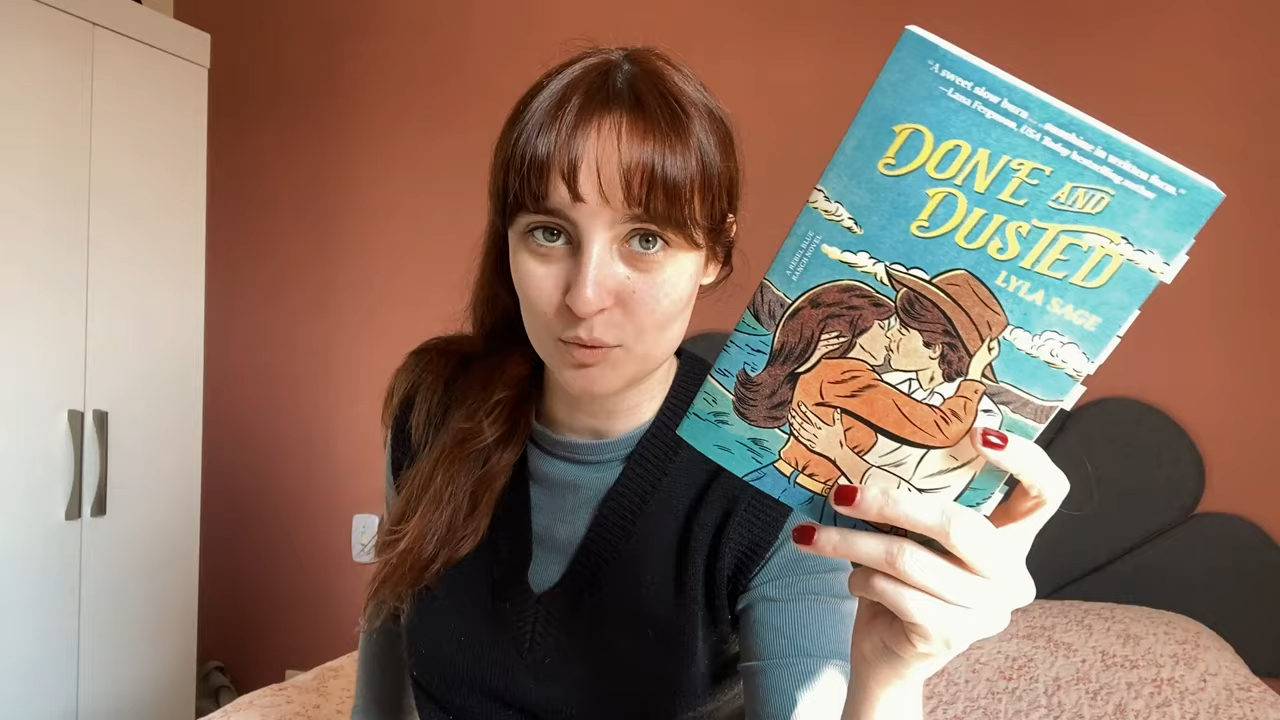 "A sweet slow burn... sunshine in written form."
—Lana Ferguson, USA Today bestselling author
DONE AND
DUSTED
LYLA SAGE
A REBEL BLUE
RANCH NOVEL